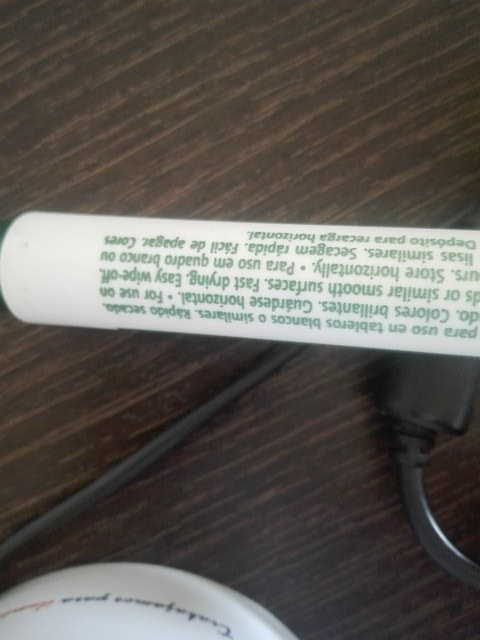 para uso en tableros blancos o similares. Rápido secado.
do. Colores brillantes. Guárdese horizontal. • For use on
ds or similar smooth surfaces. Fast drying. Easy wipe-off.
urs. Store horizontally. • Para uso em quadro branco ou
lisas similares. Secagem rápida. Fácil de apagar. Cores
Depósito para recarga horizontal.
Trabajamos para